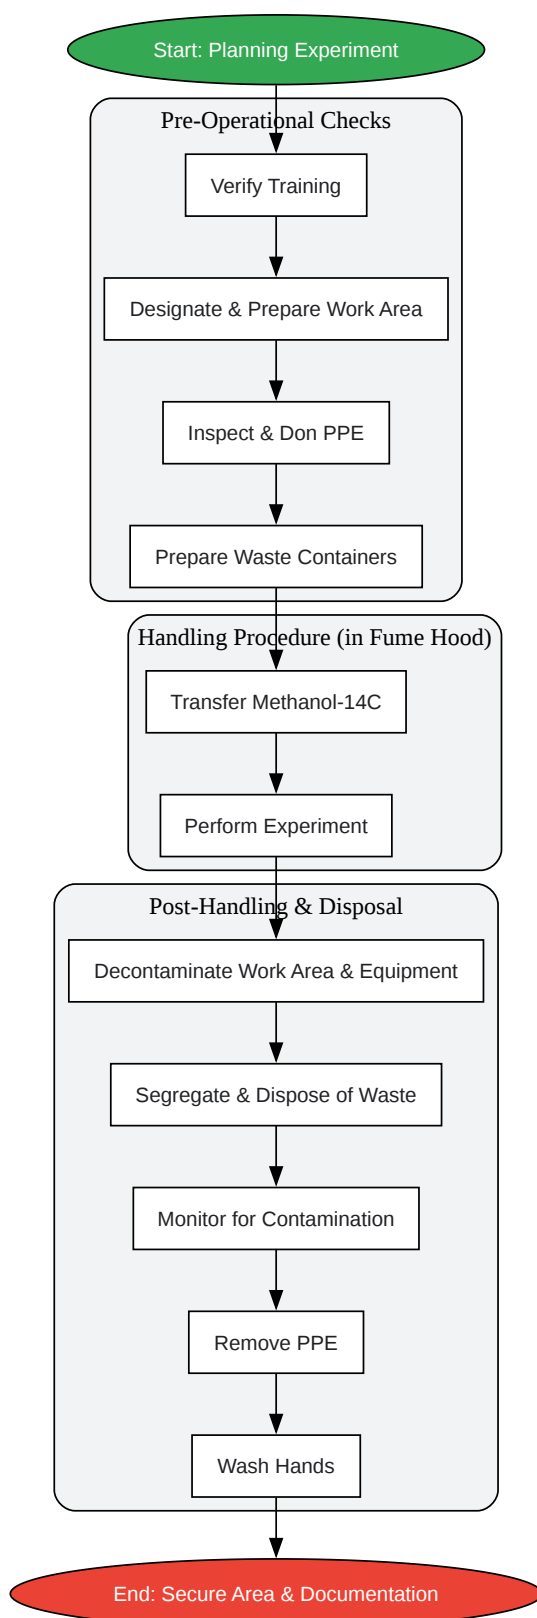 Start: Planning Experiment
Pre-Operational Checks
Verify Training
Designate & Prepare Work Area
Inspect & Don PPE
Prepare Waste Containers
Handling Procedure (in Fume Hood)
Transfer Methanol-14C
Perform Experiment
Post-Handling & Disposal
Decontaminate Work Area & Equipment
Segregate & Dispose of Waste
Monitor for Contamination
Remove PPE
Wash Hands
End: Secure Area & Documentation